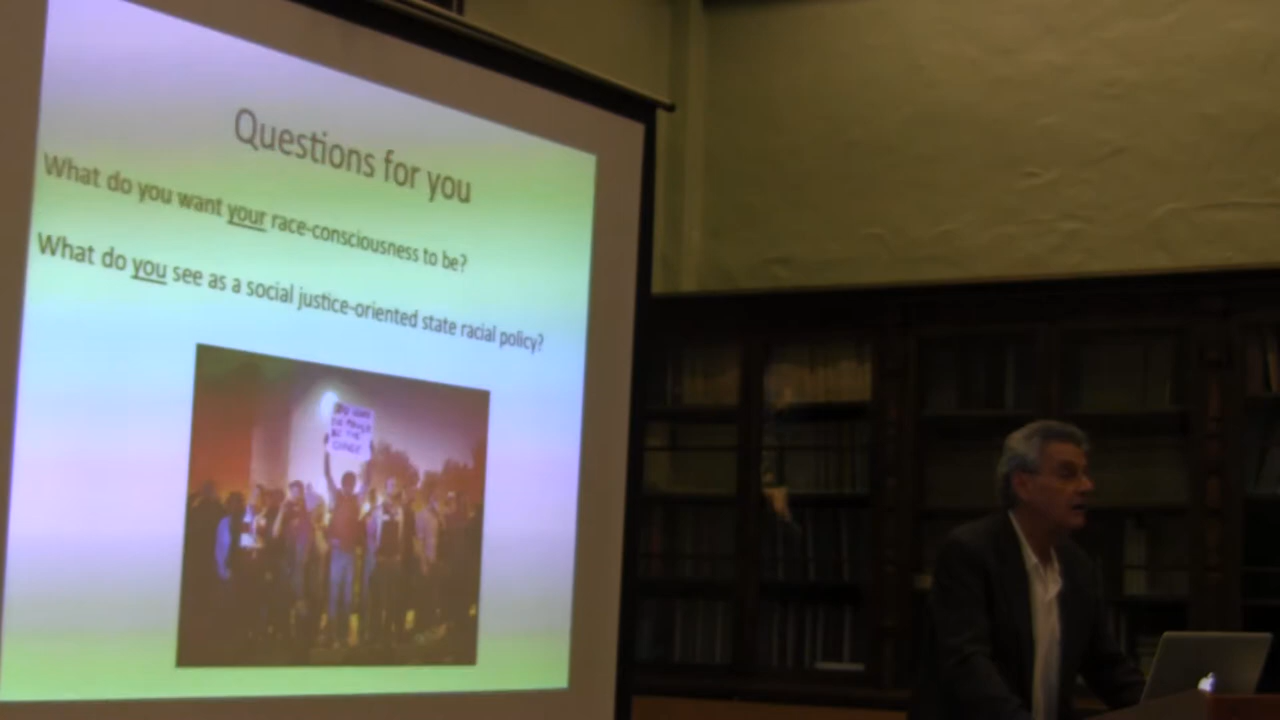 Questions for you
What do you want your race-consciousness to be?
What do you see as a social justice-oriented state racial policy?